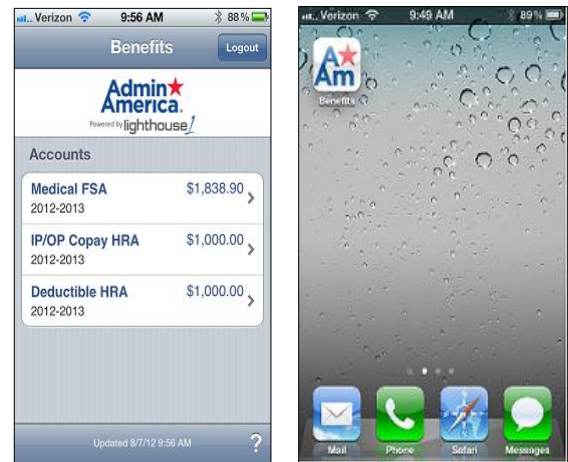 Verizon 9:56 AM 88%
Benefits Logout
Admin
America
Powered by lighthouse1
Accounts
Medical FSA $1,838.90
2012-2013
IP/OP Copay HRA $1,000.00
2012-2013
Deductible HRA $1,000.00
2012-2013
Updated 8/7/12 9:56 AM ?
Verizon 9:49 AM 89%
A
Am
Benefits
Mail Phone Safari Messages